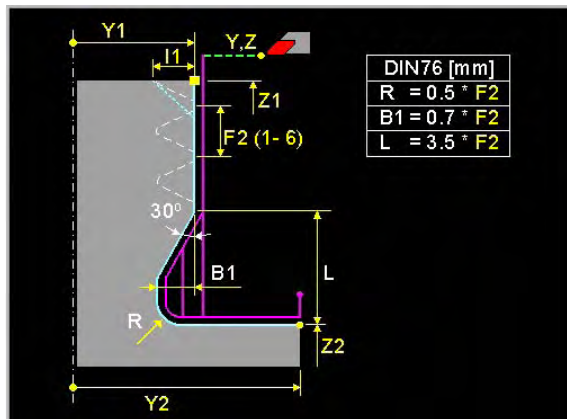 Y1
I1
Y,Z
Z1
F2 (1- 6)
DIN76 [mm]
R = 0.5 * F2
B1 = 0.7 * F2
L = 3.5 * F2
30°
B1
L
R
Z2
Y2